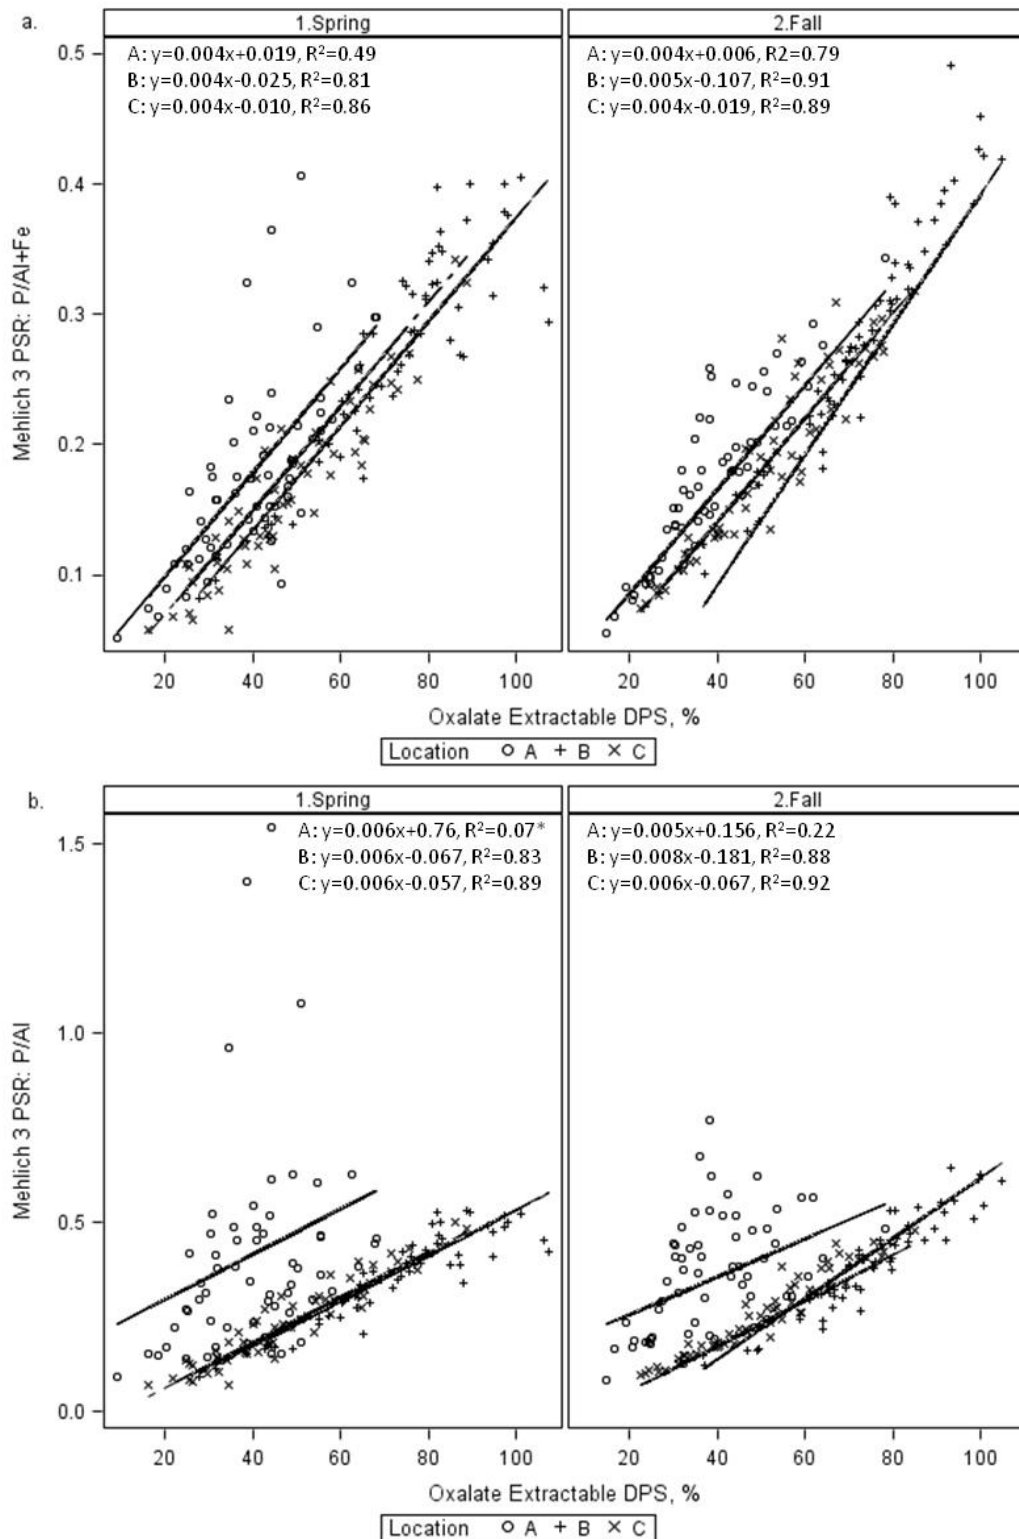 a.
1.Spring
2.Fall
A: y=0.004x+0.019, R²=0.49
B: y=0.004x-0.025, R²=0.81
C: y=0.004x-0.010, R²=0.86
A: y=0.004x+0.006, R2=0.79
B: y=0.005x-0.107, R²=0.91
C: y=0.004x-0.019, R²=0.89
Mehlich 3 PSR: P/Al+Fe
0.5
0.4
0.3
0.2
0.1
20 40 60 80 100
20 40 60 80 100
Oxalate Extractable DPS, %
Location o A + B × C
b.
1.Spring
2.Fall
A: y=0.006x+0.76, R²=0.07*
B: y=0.006x-0.067, R²=0.83
C: y=0.006x-0.057, R²=0.89
A: y=0.005x+0.156, R²=0.22
B: y=0.008x-0.181, R²=0.88
C: y=0.006x-0.067, R²=0.92
Mehlich 3 PSR: P/Al
1.5
1.0
0.5
0.0
20 40 60 80 100
20 40 60 80 100
Oxalate Extractable DPS, %
Location o A + B × C